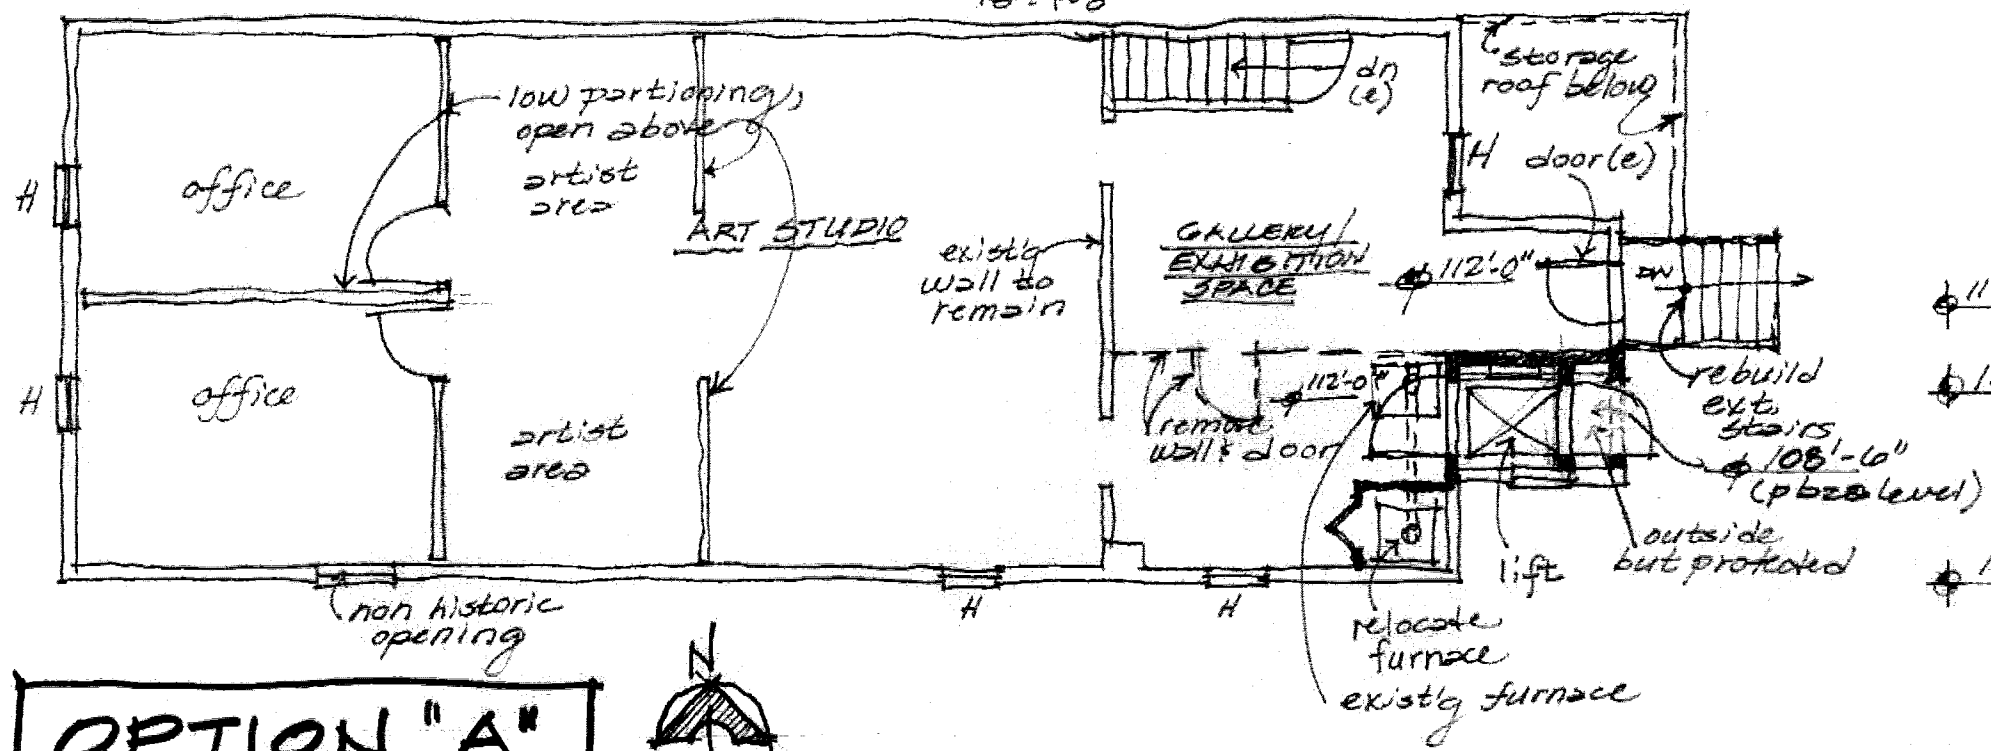 storage
roof below
dn
(e)
low partioning,
open above
H
door(e)
H
office
artist
area
ART STUDIO
GALLERY/
EXHIBITION
SPACE
exist'g
wall to
remain
112'-0"
DN
office
H
112'-0"
rebuild
ext.
stairs
remove
wall & door
artist
area
108'-6"
outside
but protected
lift
non historic
opening
H
H
relocate
furnace
exist'g furnace
N
OPTION "A"